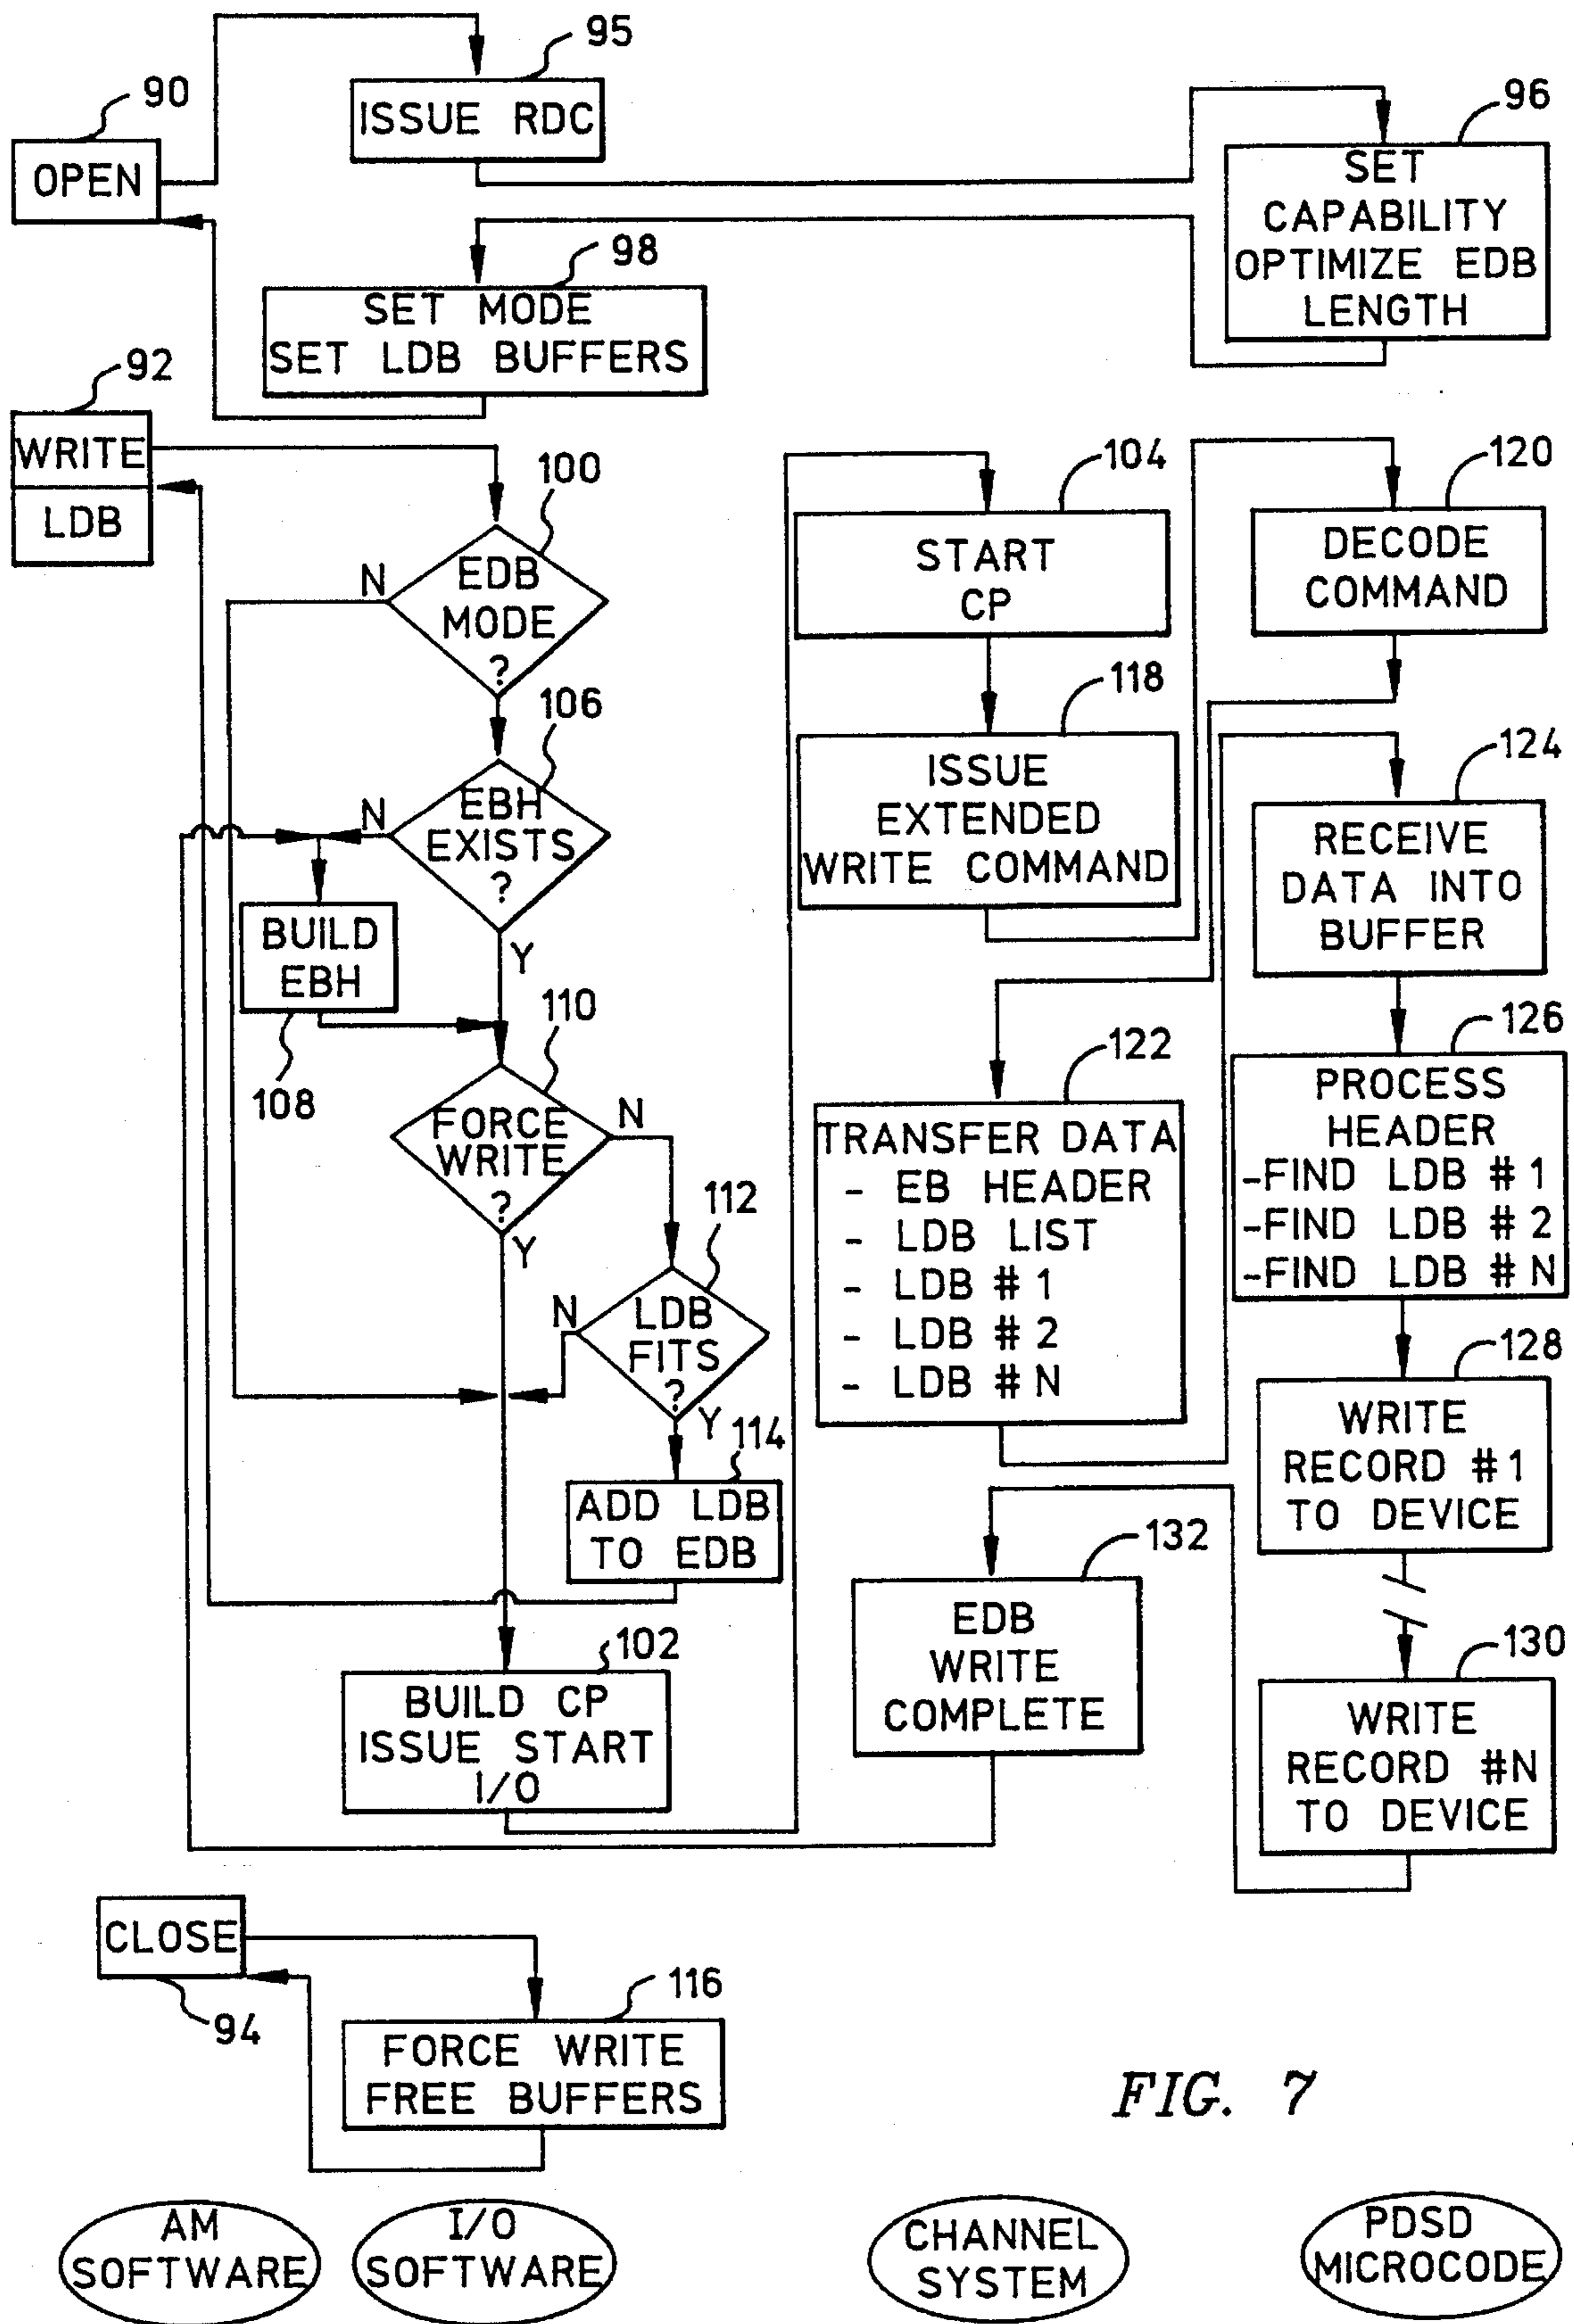 95
ISSUE RDC
90
OPEN
96
SET
CAPABILITY
OPTIMIZE EDB
LENGTH
98
SET MODE
SET LDB BUFFERS
92
WRITE
LDB
100
EDB
MODE
?
N
106
EBH
EXISTS
?
N
Y
BUILD
EBH
108
110
FORCE
WRITE
?
N
Y
112
LDB
FITS
?
N
Y
114
ADD LDB
TO EDB
102
BUILD CP
ISSUE START
I/O
104
START
CP
118
ISSUE
EXTENDED
WRITE COMMAND
120
DECODE
COMMAND
122
TRANSFER DATA
- EB HEADER
- LDB LIST
- LDB #1
- LDB #2
- LDB #N
124
RECEIVE
DATA INTO
BUFFER
126
PROCESS
HEADER
-FIND LDB #1
-FIND LDB #2
-FIND LDB #N
128
WRITE
RECORD #1
TO DEVICE
130
WRITE
RECORD #N
TO DEVICE
132
EDB
WRITE
COMPLETE
CLOSE
94
116
FORCE WRITE
FREE BUFFERS
FIG. 7
AM
SOFTWARE
I/O
SOFTWARE
CHANNEL
SYSTEM
PDSD
MICROCODE